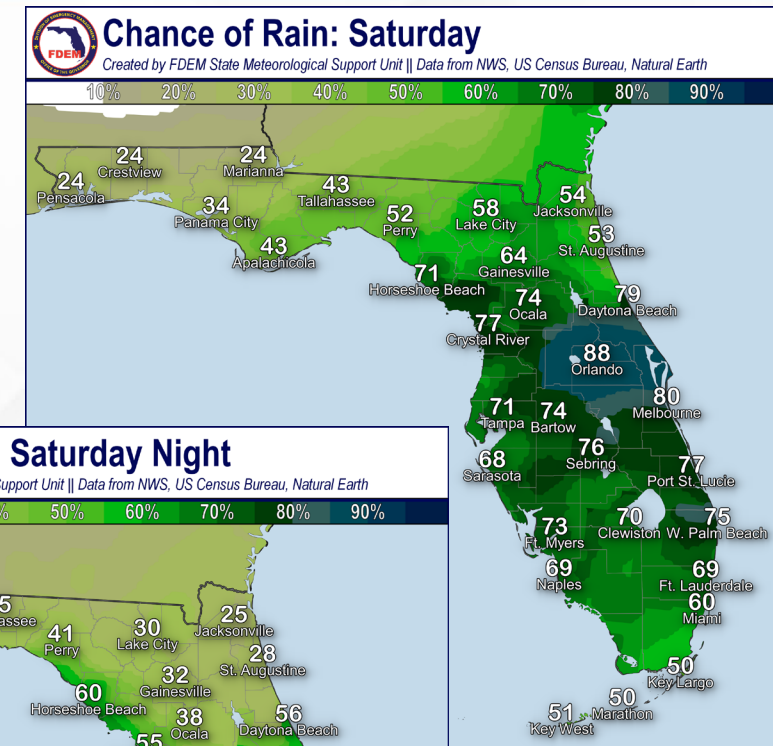 FDEM
Chance of Rain: Saturday
Created by FDEM State Meteorological Support Unit || Data from NWS, US Census Bureau, Natural Earth
10% 20% 30% 40% 50% 60% 70% 80% 90%
24
Pensacola
24
Crestview
24
Marianna
34
Panama City
43
Tallahassee
43
Apalachicola
52
Perry
58
Lake City
54
Jacksonville
53
St. Augustine
64
Gainesville
71
Horseshoe Beach
74
Ocala
79
Daytona Beach
77
Crystal River
88
Orlando
80
Melbourne
71
Tampa
74
Bartow
76
Sebring
68
Sarasota
77
Port St. Lucie
73
Ft. Myers
70
Clewiston
75
W. Palm Beach
69
Naples
69
Ft. Lauderdale
60
Miami
50
Key Largo
50
Marathon
51
Key West
Saturday Night
Support Unit || Data from NWS, US Census Bureau, Natural Earth
% 50% 60% 70% 80% 90%
5
assee
41
Perry
30
Lake City
25
Jacksonville
28
St. Augustine
32
Gainesville
60
Horseshoe Beach
38
Ocala
56
Daytona Beach
55